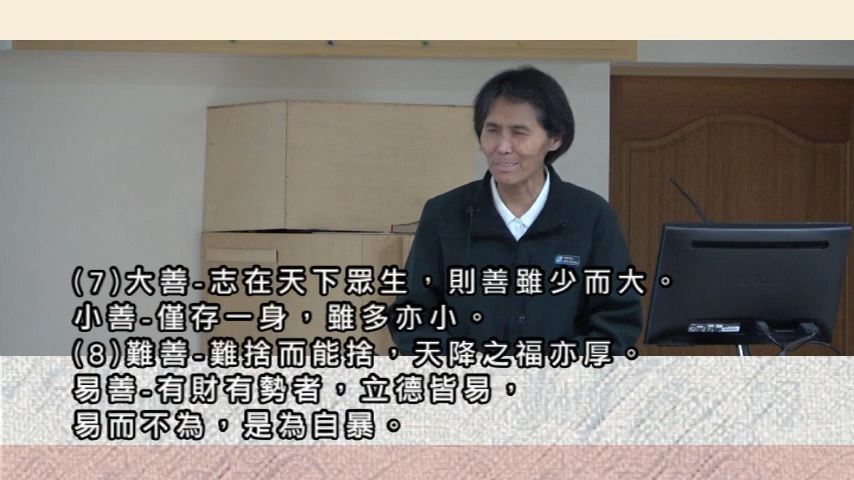 (7)大善-志在天下眾生，則善雖少而大。
小善-僅存一身，雖多亦小。
(8)難善-難捨而能捨，天降之福亦厚。
易善-有財有勢者，立德皆易，
易而不為，是為自暴。